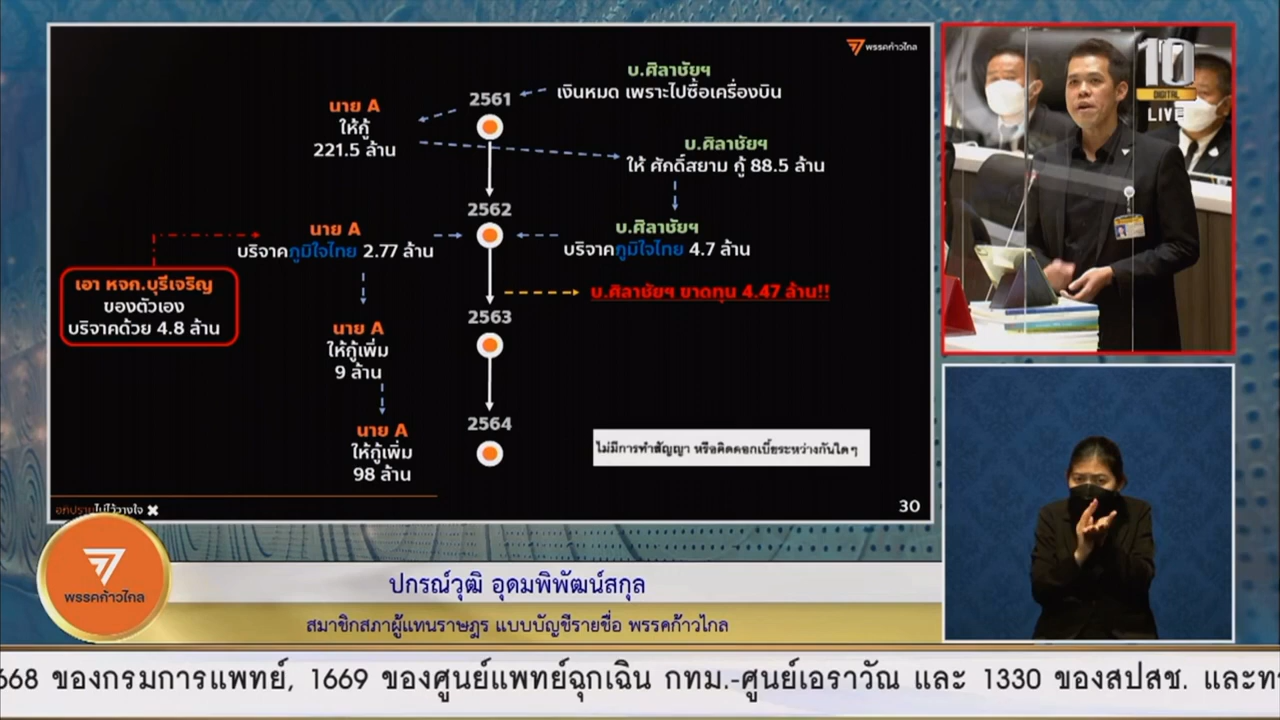 พรรคก้าวไกล
บ.ศิลาชัยฯ
เงินหมด เพราะไปซื้อเครื่องบิน
2561
นาย A
ให้กู้
221.5 ล้าน
บ.ศิลาชัยฯ
ให้ ศักดิ์สยาม กู้ 88.5 ล้าน
2562
นาย A
บริจาคภูมิใจไทย 2.77 ล้าน
บ.ศิลาชัยฯ
บริจาคภูมิใจไทย 4.7 ล้าน
เอา หจก.บุรีเจริญ
ของตัวเอง
บริจาคด้วย 4.8 ล้าน
บ.ศิลาชัยฯ ขาดทุน 4.47 ล้าน!!
2563
นาย A
ให้กู้เพิ่ม
9 ล้าน
2564
นาย A
ให้กู้เพิ่ม
98 ล้าน
ไม่มีการทำสัญญา หรือคิดดอกเบี้ยระหว่างกันใดๆ
อภิปรายไม่ไว้วางใจ
30
10
DIGITAL
LIVE
พรรคก้าวไกล
ปกรณ์วุฒิ อุดมพิพัฒน์สกุล
สมาชิกสภาผู้แทนราษฎร แบบบัญชีรายชื่อ พรรคก้าวไกล
668 ของกรมการแพทย์, 1669 ของศูนย์แพทย์ฉุกเฉิน กทม.-ศูนย์เอราวัณ และ 1330 ของสปสช. และ